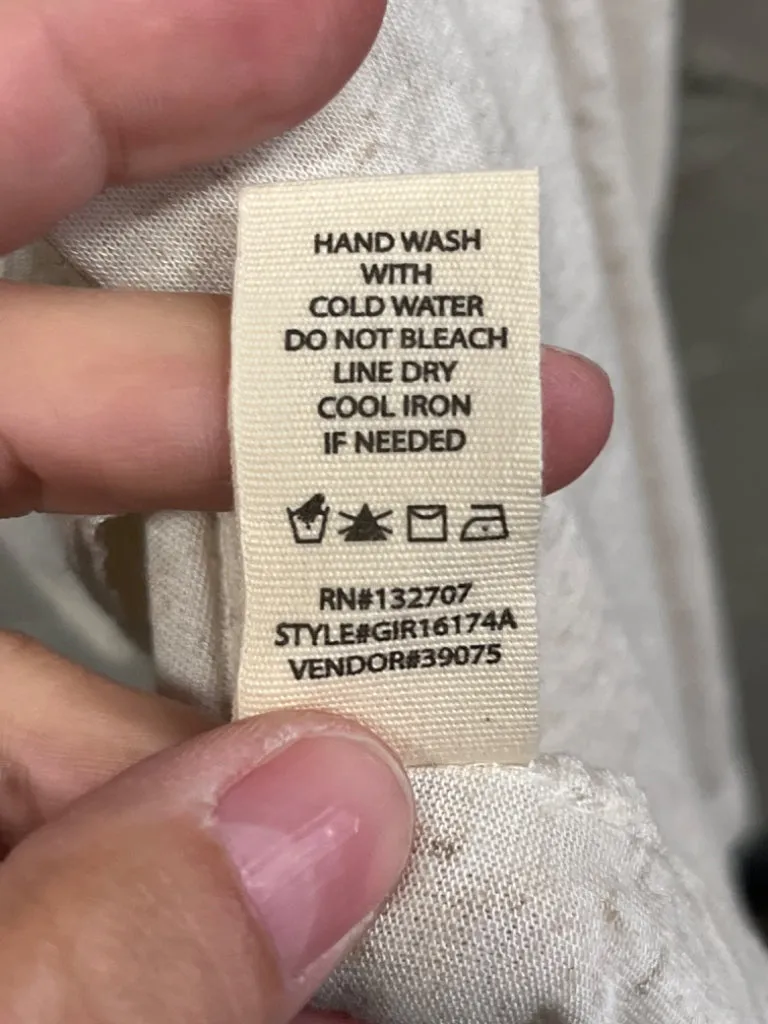 HAND WASH
WITH
COLD WATER
DO NOT BLEACH
LINE DRY
COOL IRON
IF NEEDED
RN#132707
STYLE#GIR16174A
VENDOR#39075